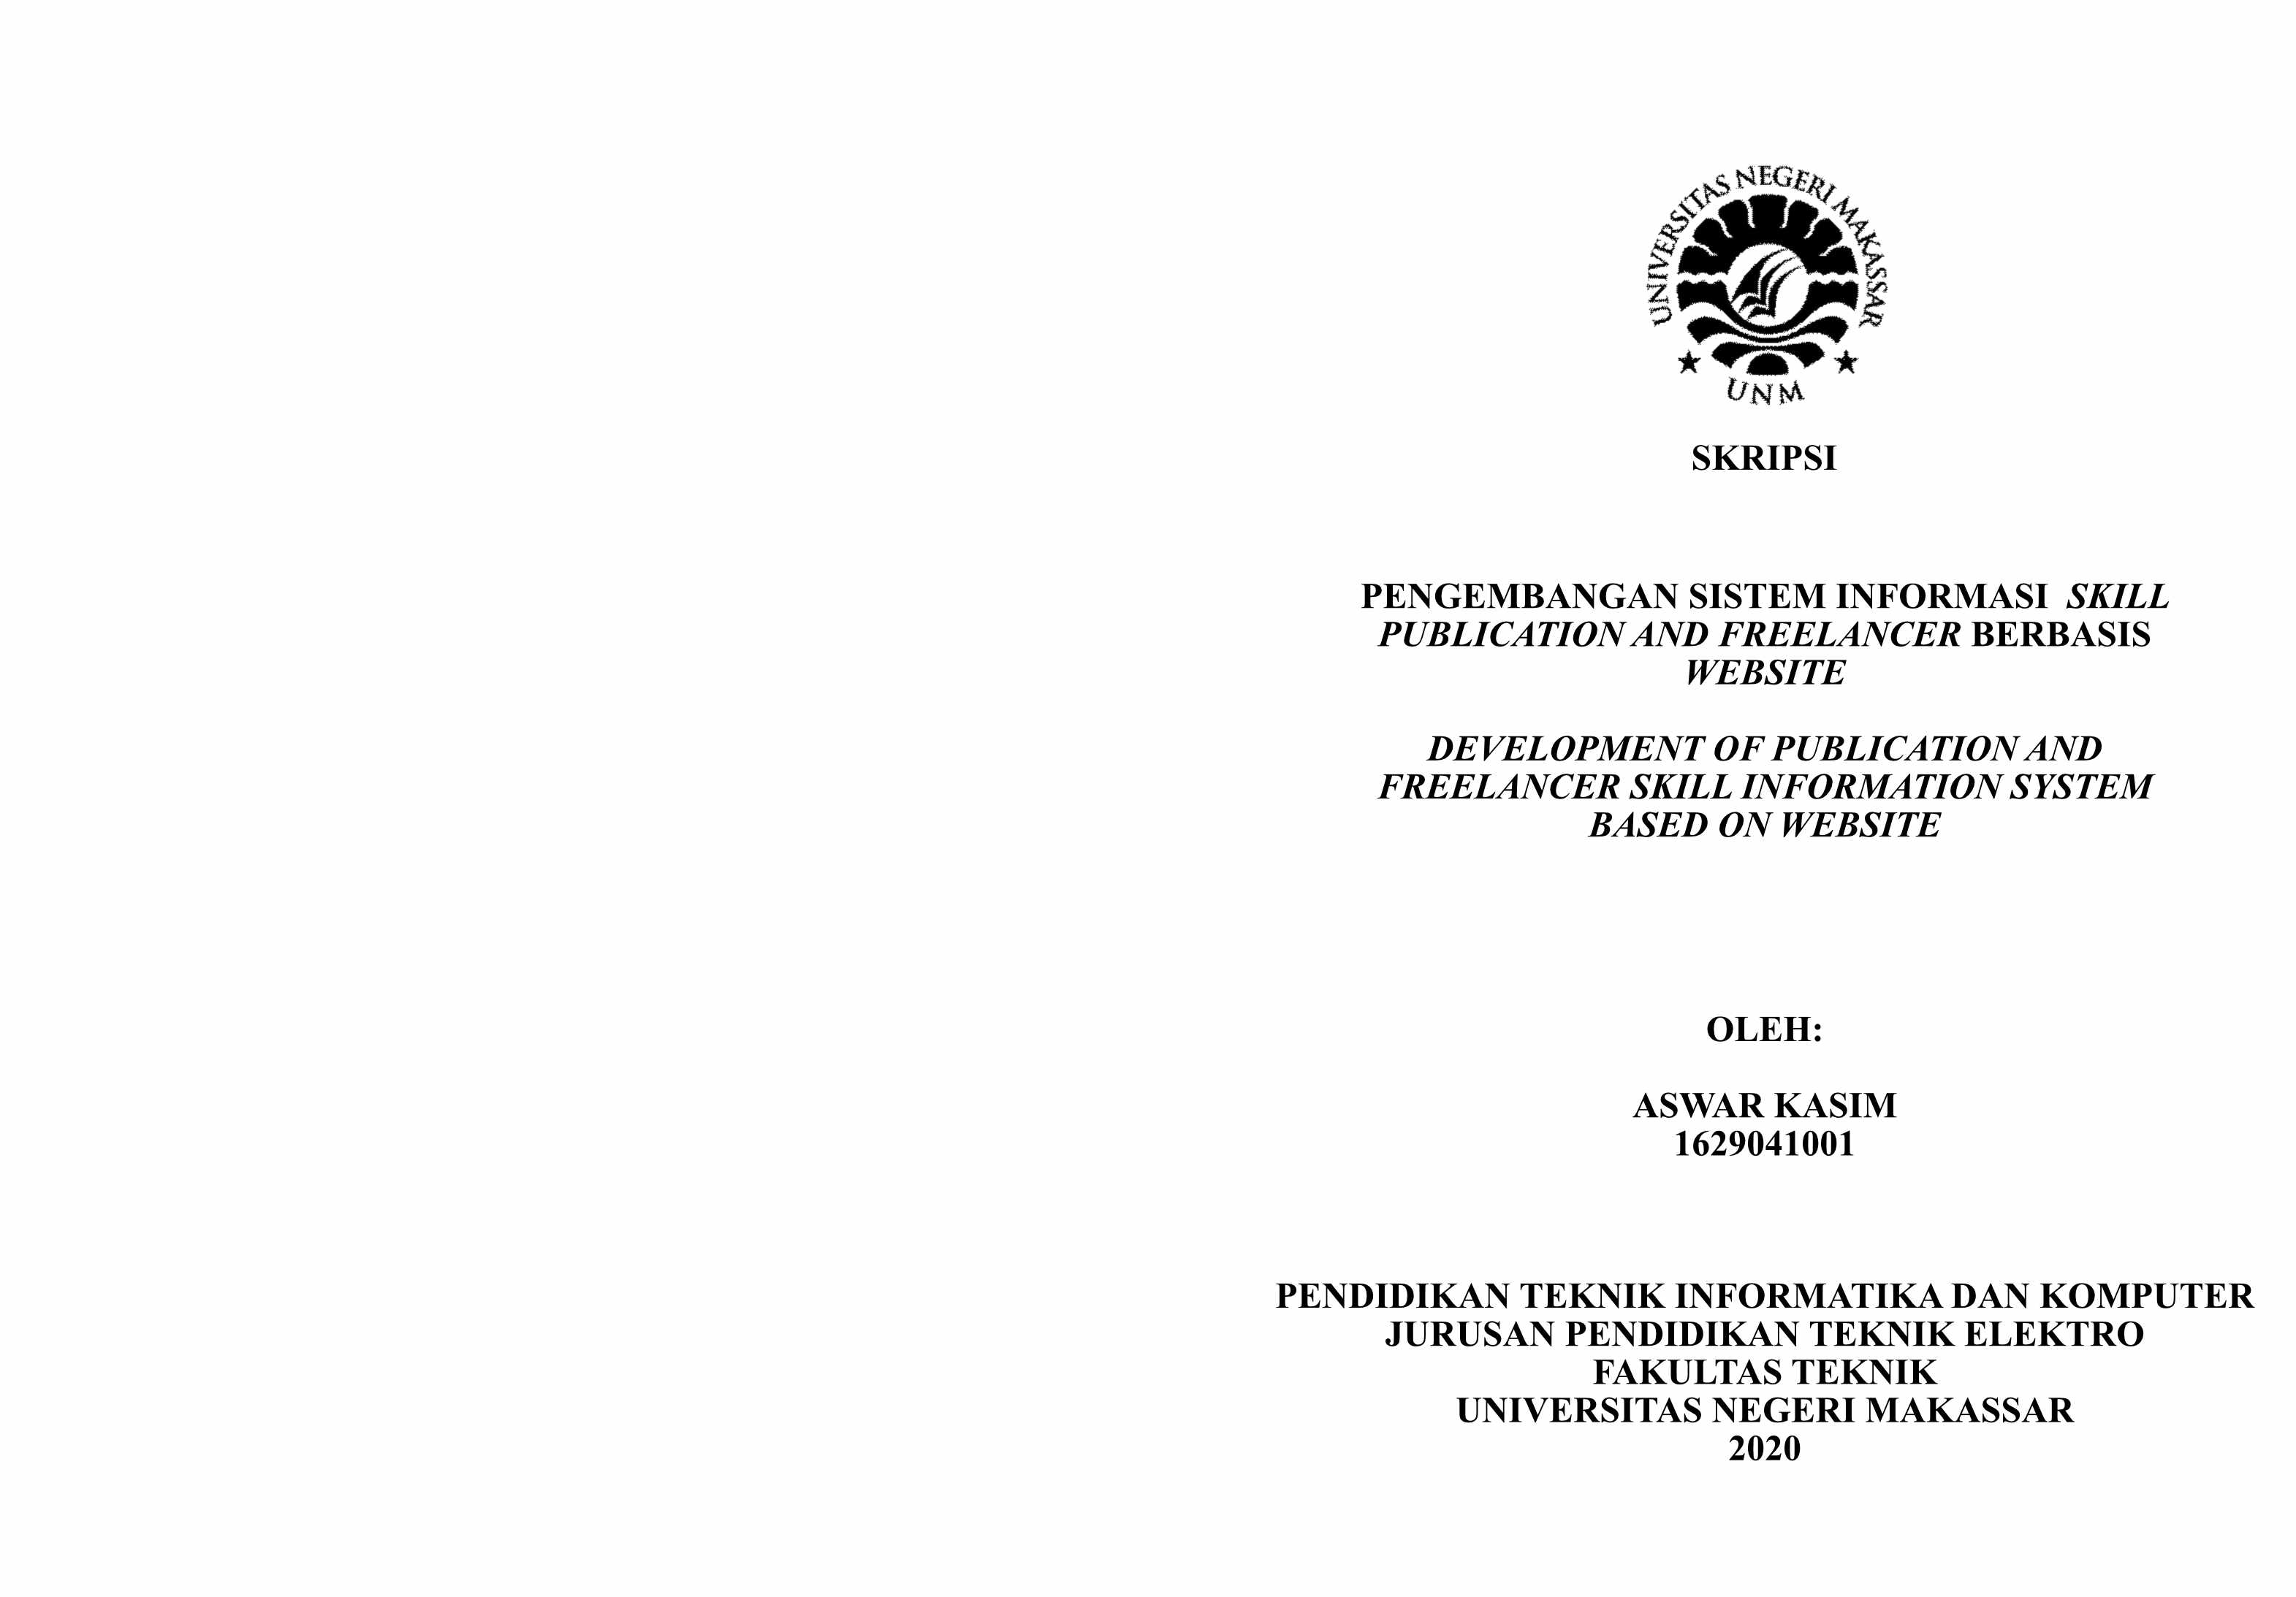 UNIVERSITAS NEGERI MAKASSAR
UNM
SKRIPSI
PENGEMBANGAN SISTEM INFORMASI SKILL
PUBLICATION AND FREELANCER BERBASIS
WEBSITE
DEVELOPMENT OF PUBLICATION AND
FREELANCER SKILL INFORMATION SYSTEM
BASED ON WEBSITE
OLEH:
ASWAR KASIM
1629041001
PENDIDIKAN TEKNIK INFORMATIKA DAN KOMPUTER
JURUSAN PENDIDIKAN TEKNIK ELEKTRO
FAKULTAS TEKNIK
UNIVERSITAS NEGERI MAKASSAR
2020